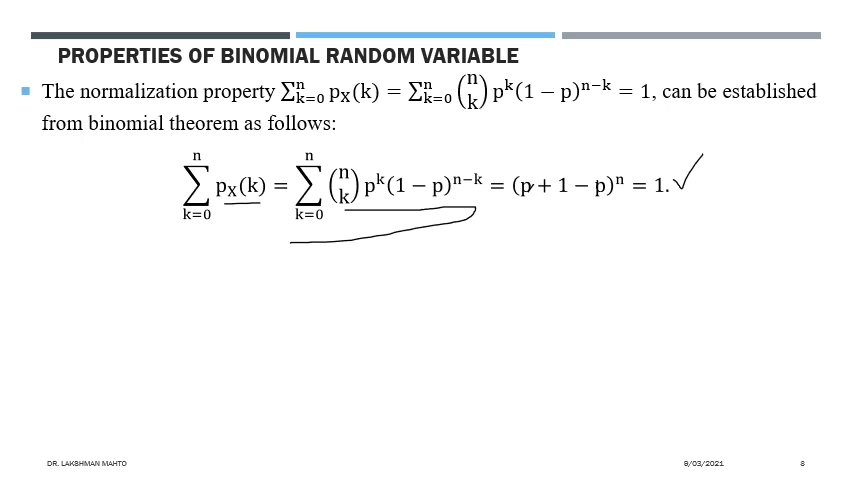 PROPERTIES OF BINOMIAL RANDOM VARIABLE
▪ The normalization property ∑ⁿₖ₌₀ pₓ(k) = ∑ⁿₖ₌₀ (n k) pᵏ(1 − p)ⁿ⁻ᵏ = 1, can be established
from binomial theorem as follows:
∑ⁿₖ₌₀ pₓ(k) = ∑ⁿₖ₌₀ (n k) pᵏ(1 − p)ⁿ⁻ᵏ = (p + 1 − p)ⁿ = 1.
DR. LAKSHMAN MAHTO 9/03/2021 8